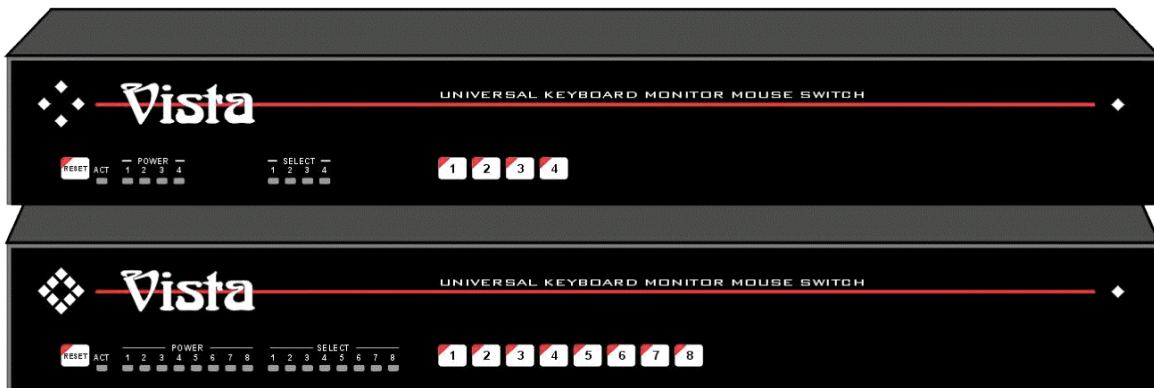 Vista
UNIVERSAL KEYBOARD MONITOR MOUSE SWITCH
POWER SELECT
RESET ACT 1 2 3 4 1 2 3 4 1 2 3 4
Vista
UNIVERSAL KEYBOARD MONITOR MOUSE SWITCH
POWER SELECT
RESET ACT 1 2 3 4 5 6 7 8 1 2 3 4 5 6 7 8 1 2 3 4 5 6 7 8